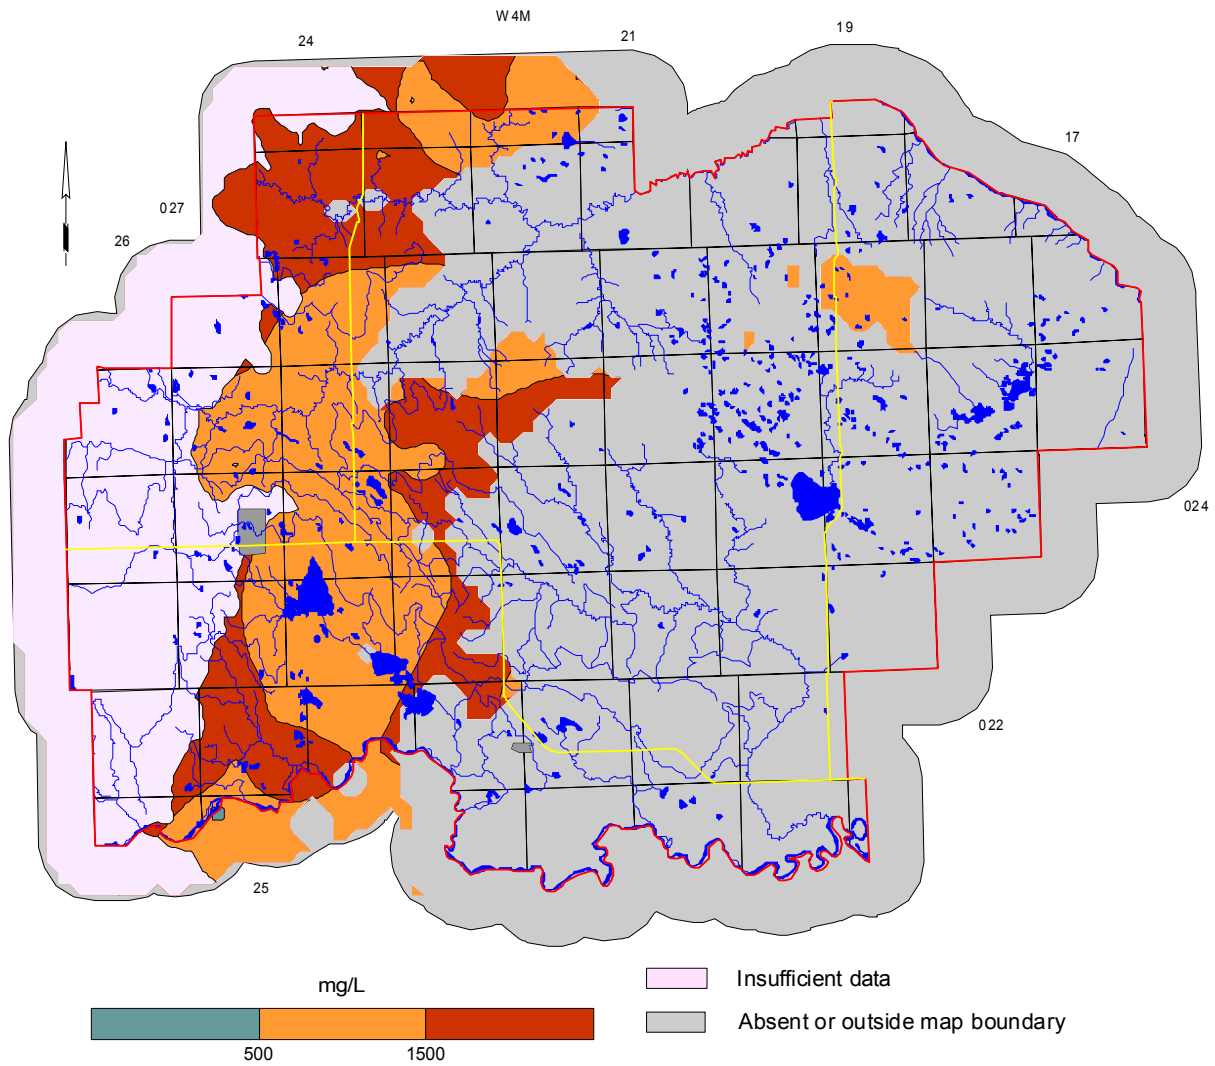 W4M
24
21
19
17
027
26
024
022
25
mg/L
Insufficient data
Absent or outside map boundary
500
1500